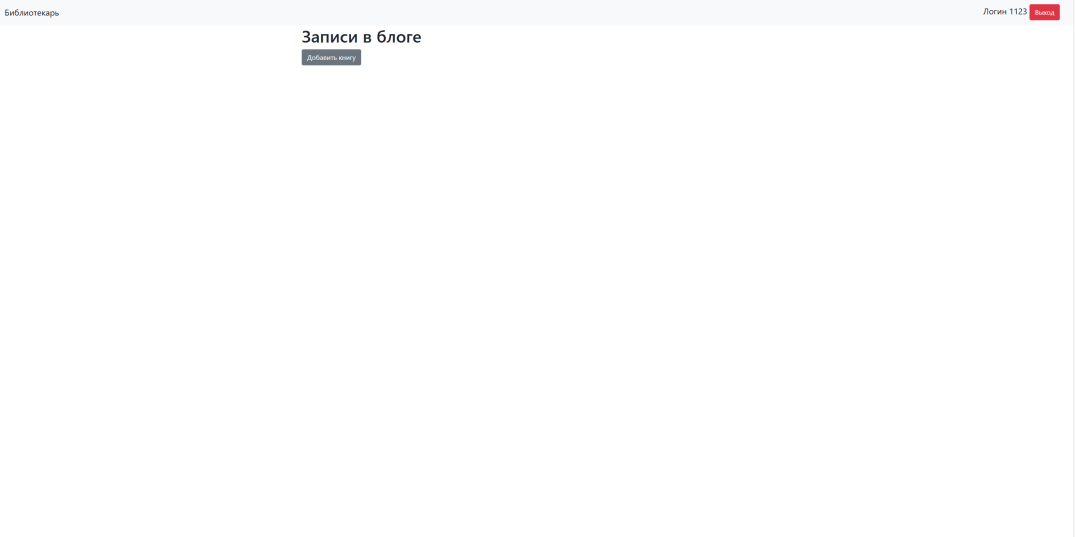 Библиотекарь
Логин 1123 Выход
Записи в блоге
Добавить книгу